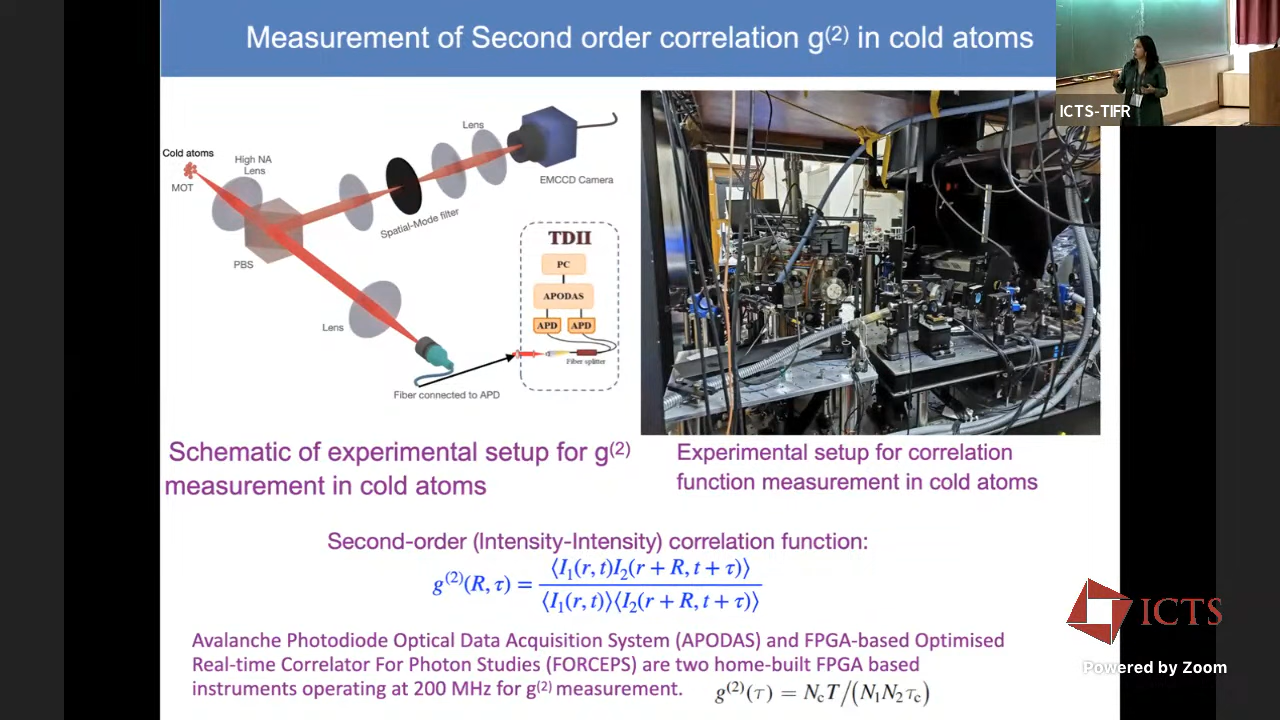 Measurement of Second order correlation g⁽²⁾ in cold atoms
ICTS-TIFR
Cold atoms
MOT
High NA
Lens
PBS
Lens
Spatial-Mode filter
Lens
EMCCD Camera
Fiber connected to APD
TDII
PC
APODAS
APD APD
Fiber splitter
Schematic of experimental setup for g⁽²⁾
measurement in cold atoms
Experimental setup for correlation
function measurement in cold atoms
Second-order (Intensity-Intensity) correlation function:
g⁽²⁾(R, τ) = ⟨I₁(r, t)I₂(r + R, t + τ)⟩ / ⟨I₁(r, t)⟩⟨I₂(r + R, t + τ)⟩
Avalanche Photodiode Optical Data Acquisition System (APODAS) and FPGA-based Optimised
Real-time Correlator For Photon Studies (FORCEPS) are two home-built FPGA based
instruments operating at 200 MHz for g⁽²⁾ measurement. g⁽²⁾(τ) = N_cT/(N₁N₂τ_c)
ICTS
Powered by Zoom